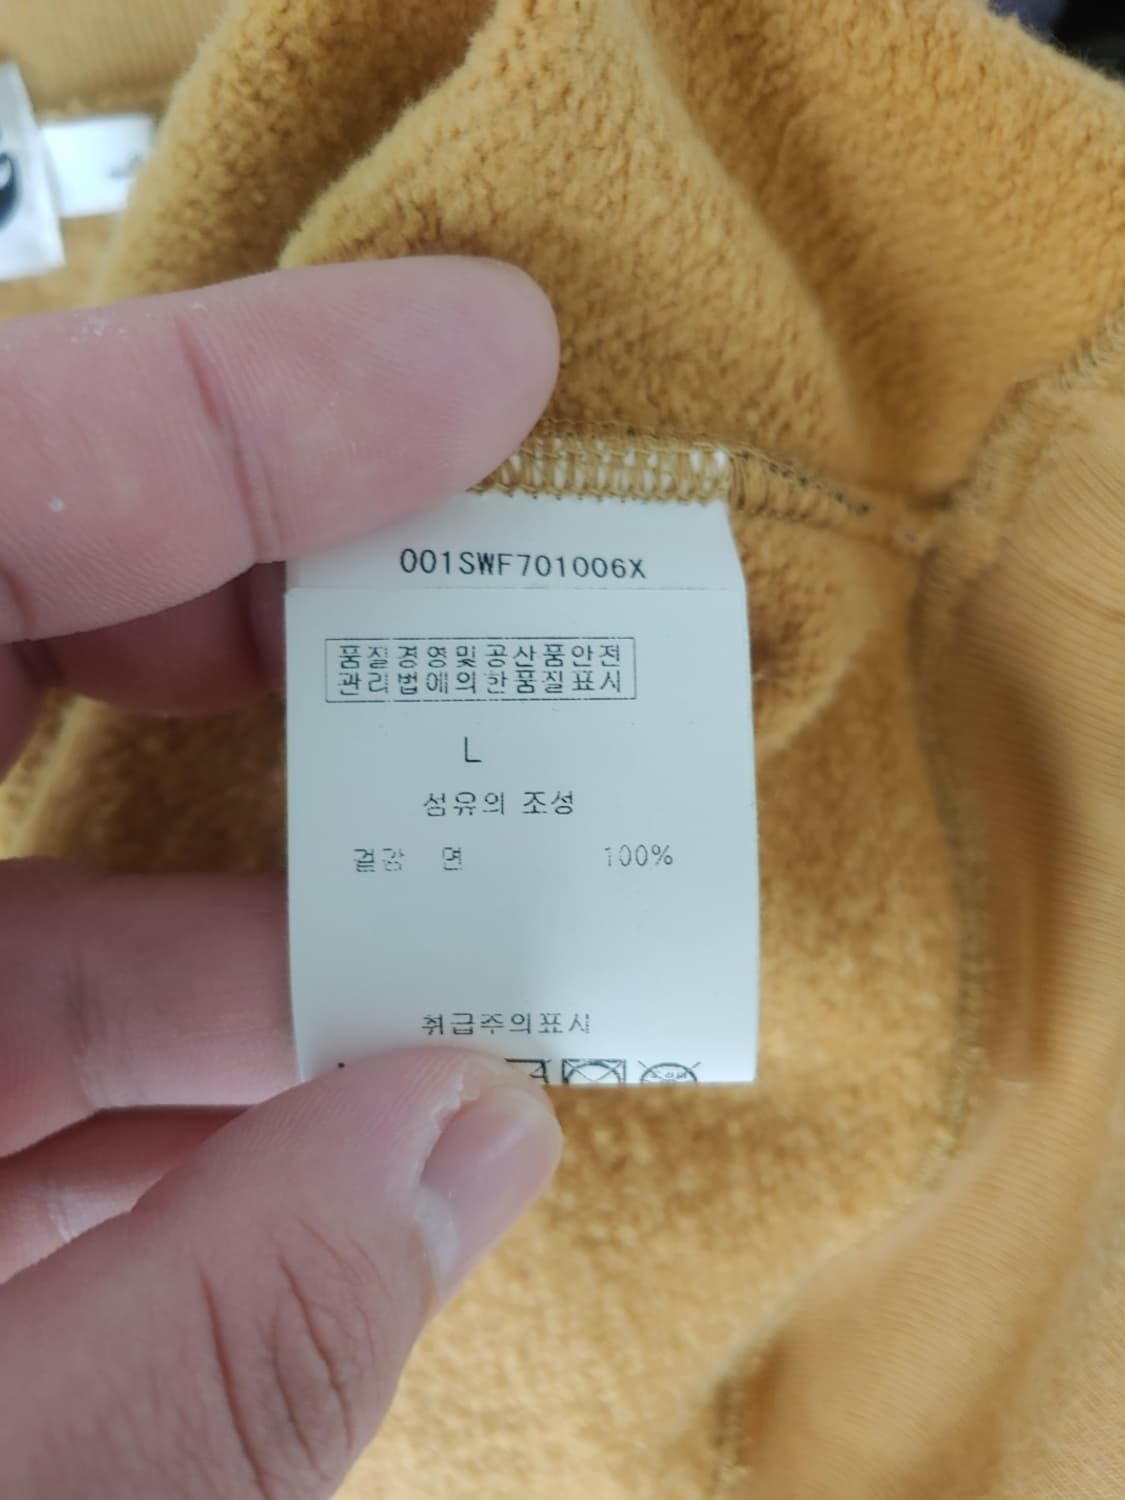 001SWF701006X
품질경영및공산품안전
관리법에의한품질표시
L
섬유의 조성
겉감 면 100%
취급주의표시